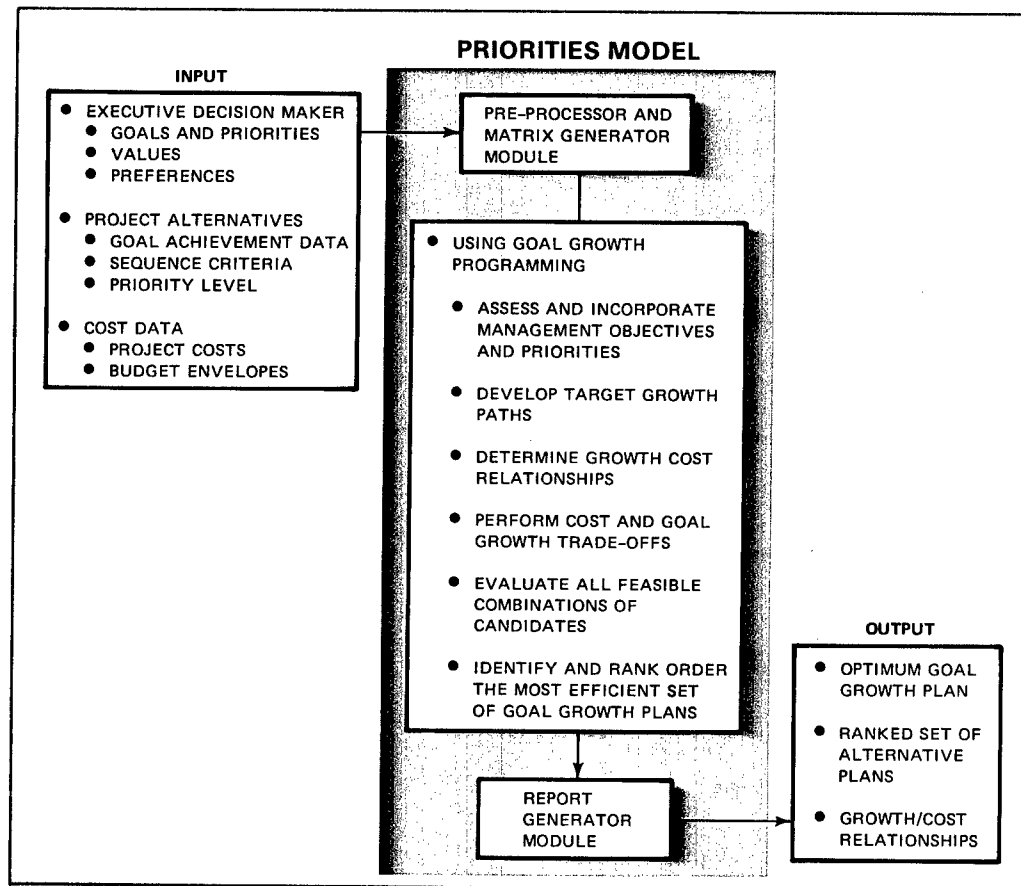 PRIORITIES MODEL
INPUT
● EXECUTIVE DECISION MAKER
● GOALS AND PRIORITIES
● VALUES
● PREFERENCES
● PROJECT ALTERNATIVES
● GOAL ACHIEVEMENT DATA
● SEQUENCE CRITERIA
● PRIORITY LEVEL
● COST DATA
● PROJECT COSTS
● BUDGET ENVELOPES
PRE-PROCESSOR AND
MATRIX GENERATOR
MODULE
● USING GOAL GROWTH
PROGRAMMING
● ASSESS AND INCORPORATE
MANAGEMENT OBJECTIVES
AND PRIORITIES
● DEVELOP TARGET GROWTH
PATHS
● DETERMINE GROWTH COST
RELATIONSHIPS
● PERFORM COST AND GOAL
GROWTH TRADE-OFFS
● EVALUATE ALL FEASIBLE
COMBINATIONS OF
CANDIDATES
● IDENTIFY AND RANK ORDER
THE MOST EFFICIENT SET
OF GOAL GROWTH PLANS
REPORT
GENERATOR
MODULE
OUTPUT
● OPTIMUM GOAL
GROWTH PLAN
● RANKED SET OF
ALTERNATIVE
PLANS
● GROWTH/COST
RELATIONSHIPS